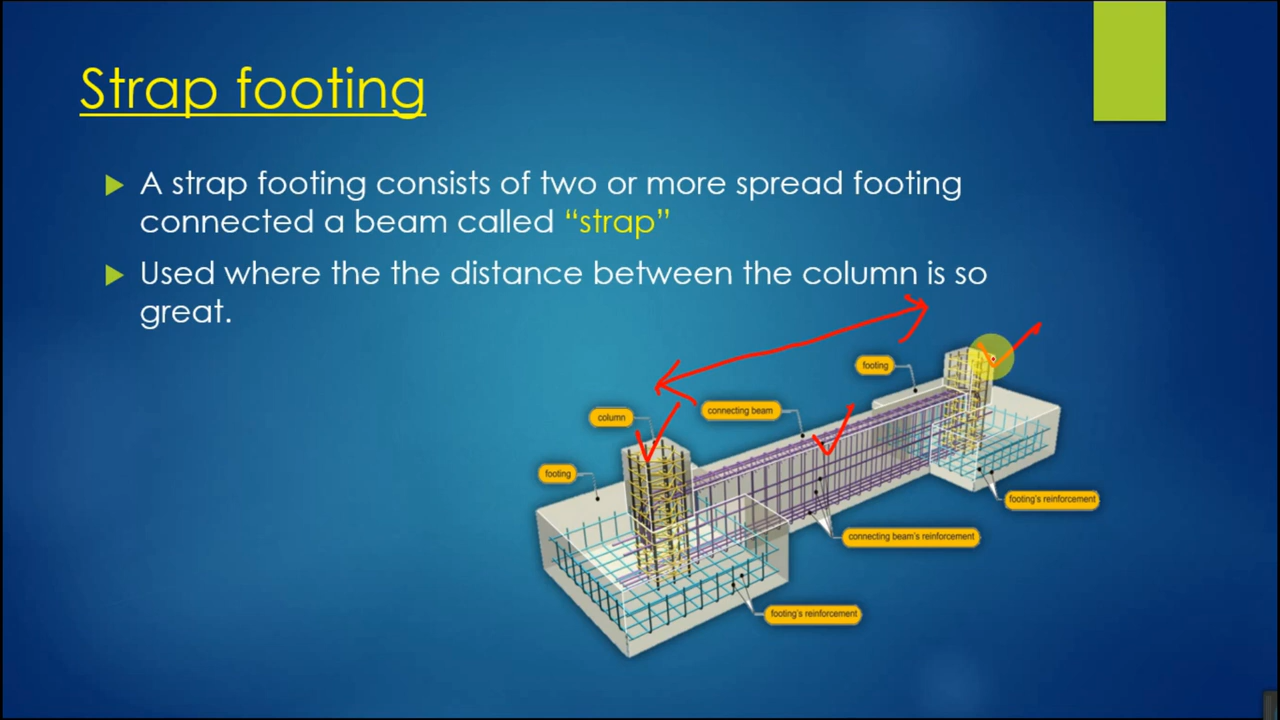 Strap footing
A strap footing consists of two or more spread footing
connected a beam called “strap”
Used where the the distance between the column is so
great.
footing
connecting beam
column
footing
footing's reinforcement
connecting beam's reinforcement
footing's reinforcement